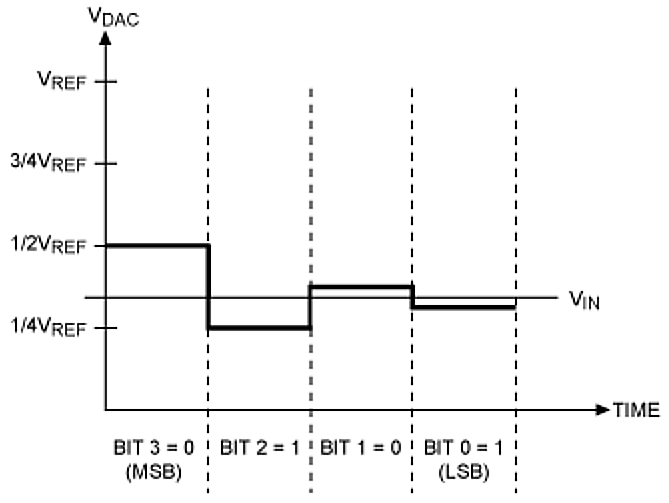 VDAC
VREF
3/4VREF
1/2VREF
1/4VREF
VIN
TIME
BIT 3 = 0
(MSB)
BIT 2 = 1
BIT 1 = 0
BIT 0 = 1
(LSB)